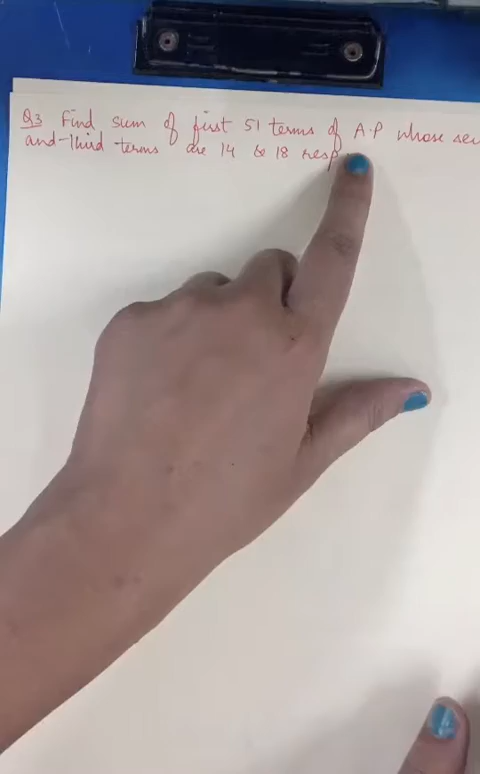 Q3 Find sum of first 51 terms of A.P whose
and third terms are 14 & 18